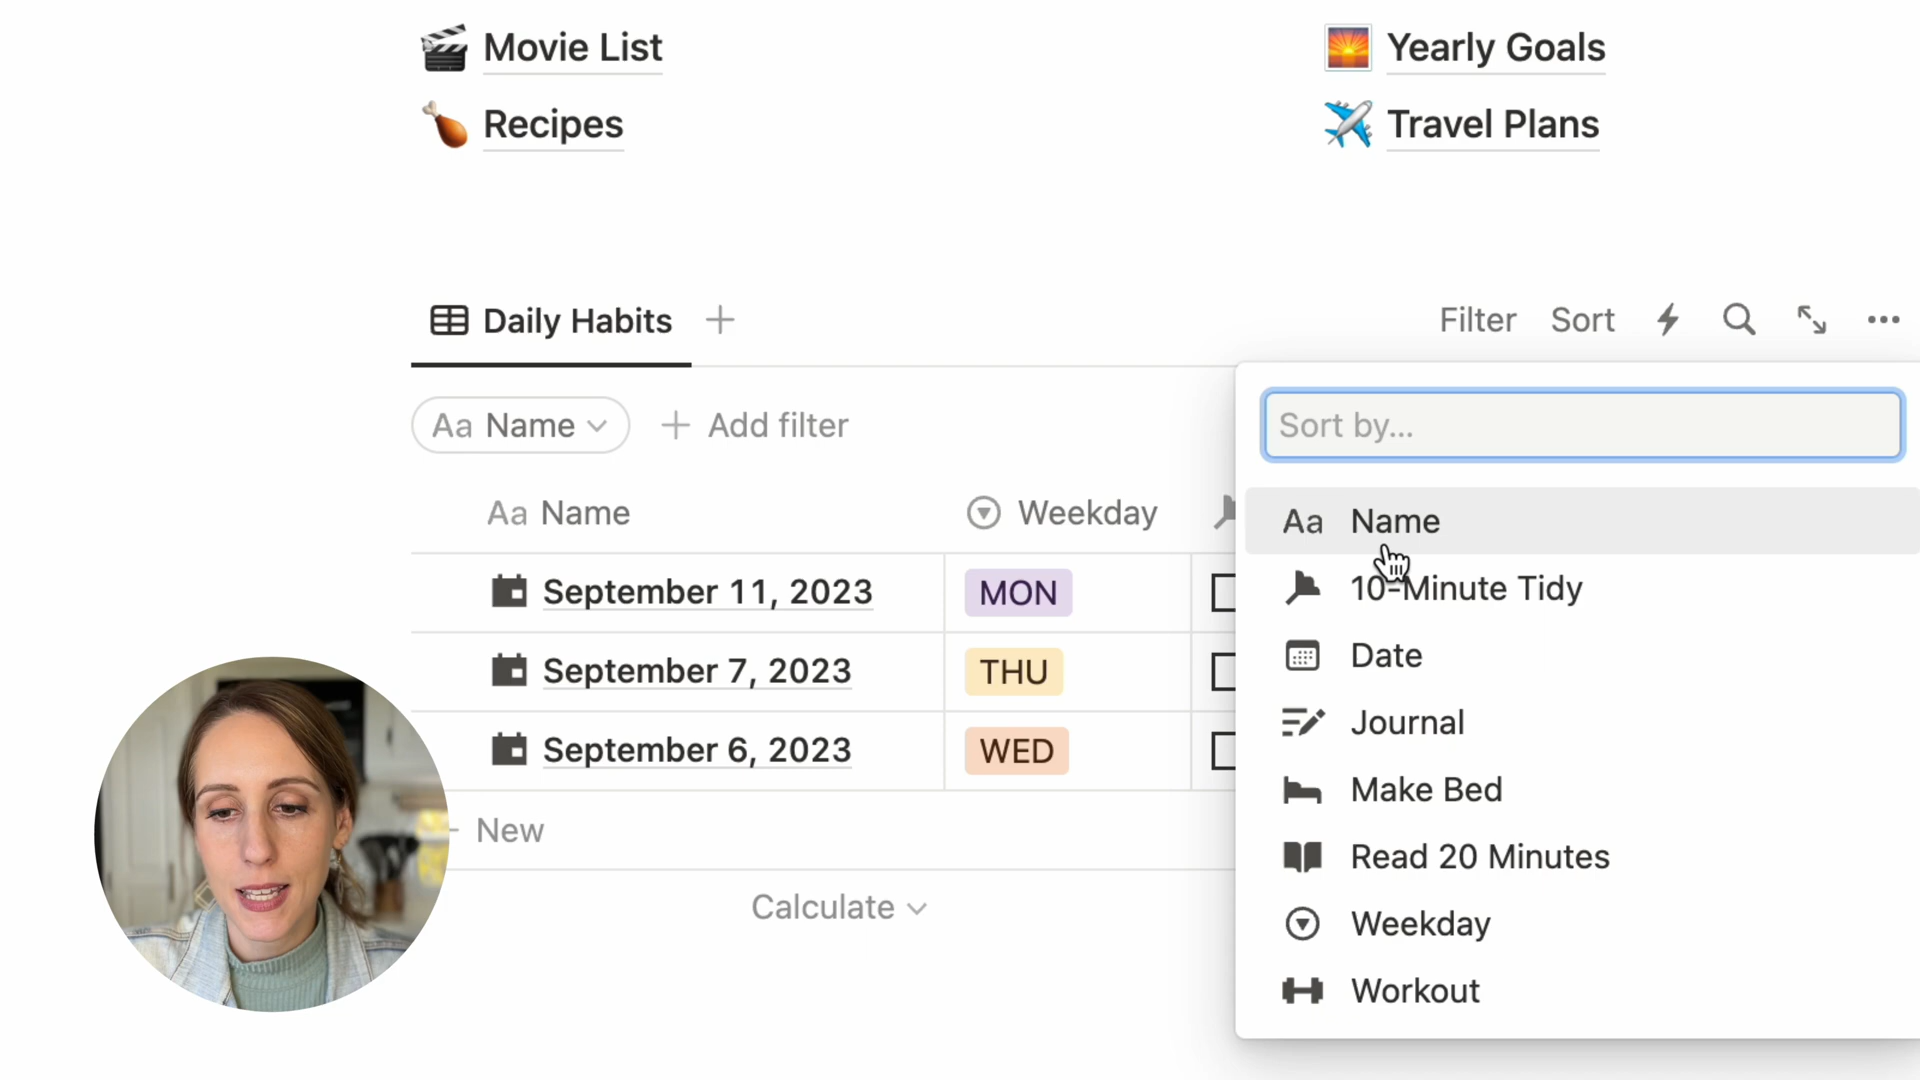 Movie List
Yearly Goals
Recipes
Travel Plans
Daily Habits
Filter Sort
Aa Name
Add filter
Sort by...
Aa Name
Weekday
September 11, 2023
MON
September 7, 2023
THU
September 6, 2023
WED
New
Calculate
Aa Name
10-Minute Tidy
Date
Journal
Make Bed
Read 20 Minutes
Weekday
Workout